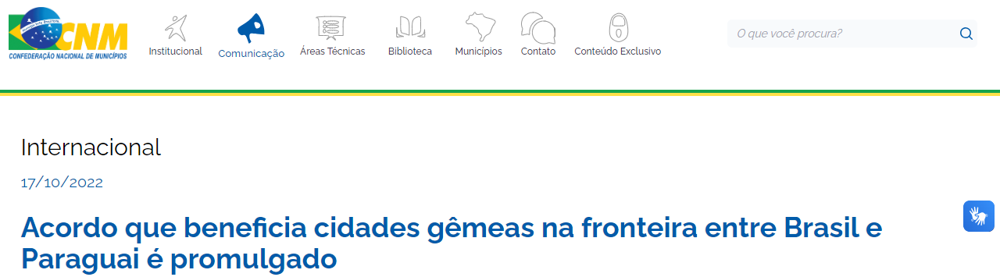 CNM
CONFEDERAÇÃO NACIONAL DE MUNICÍPIOS
Institucional
Comunicação
Áreas Técnicas
Biblioteca
Municípios
Contato
Conteúdo Exclusivo
O que você procura?
Internacional
17/10/2022
Acordo que beneficia cidades gêmeas na fronteira entre Brasil e
Paraguai é promulgado